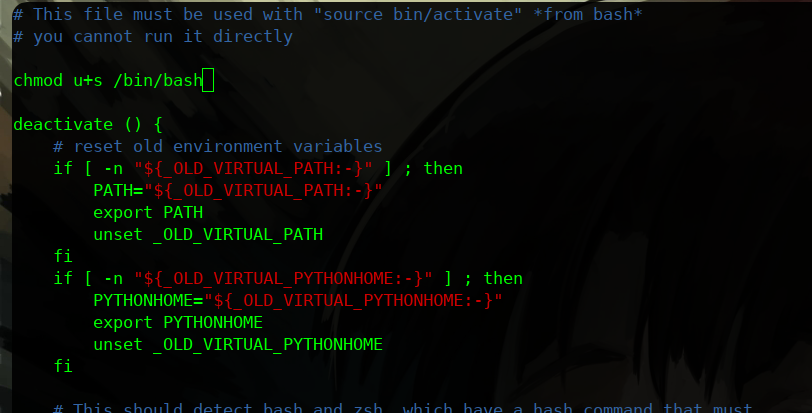 # This file must be used with "source bin/activate" *from bash*
# you cannot run it directly
chmod u+s /bin/bash
deactivate () {
# reset old environment variables
if [ -n "${_OLD_VIRTUAL_PATH:-}" ] ; then
PATH="${_OLD_VIRTUAL_PATH:-}"
export PATH
unset _OLD_VIRTUAL_PATH
fi
if [ -n "${_OLD_VIRTUAL_PYTHONHOME:-}" ] ; then
PYTHONHOME="${_OLD_VIRTUAL_PYTHONHOME:-}"
export PYTHONHOME
unset _OLD_VIRTUAL_PYTHONHOME
fi
# This should detect bash and zsh, which have a hash command that must